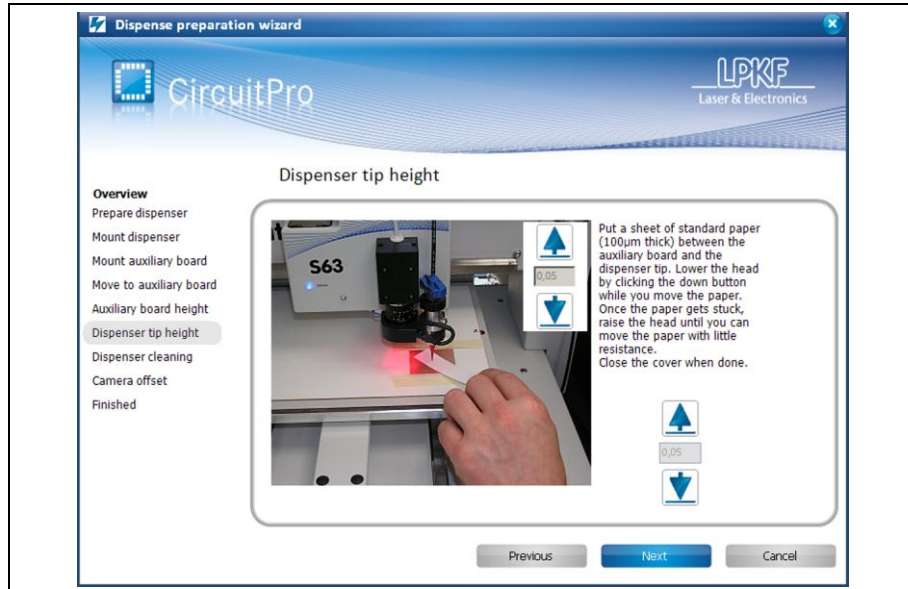 Dispense preparation wizard
CircuitPro
LPKF
Laser & Electronics
Dispenser tip height
Overview
Prepare dispenser
Mount dispenser
Mount auxiliary board
Move to auxiliary board
Auxiliary board height
Dispenser tip height
Dispenser cleaning
Camera offset
Finished
S63
0,05
Put a sheet of standard paper
(100µm thick) between the
auxiliary board and the
dispenser tip. Lower the head
by clicking the down button
while you move the paper.
Once the paper gets stuck,
raise the head until you can
move the paper with little
resistance.
Close the cover when done.
0,05
Previous
Next
Cancel